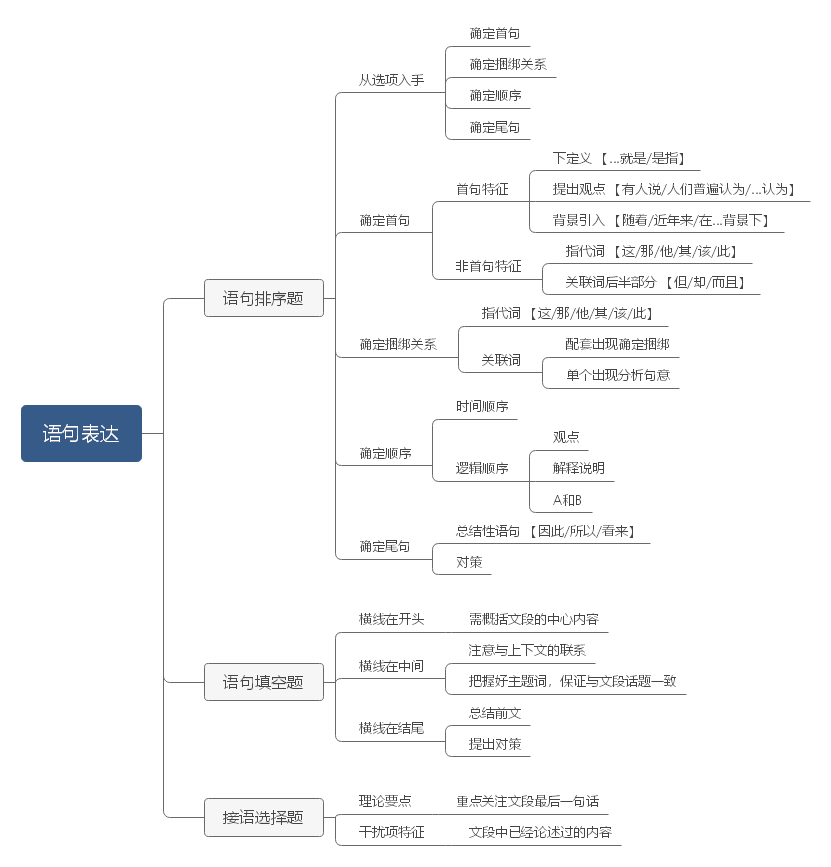 语句表达
语句排序题
从选项入手
确定首句
确定捆绑关系
确定顺序
确定尾句
确定首句
首句特征
下定义 【...就是/是指】
提出观点 【有人说/人们普遍认为/...认为】
背景引入 【随着/近年来/在...背景下】
非首句特征
指代词 【这/那/他/其/该/此】
关联词后半部分 【但/却/而且】
确定捆绑关系
指代词 【这/那/他/其/该/此】
关联词
配套出现确定捆绑
单个出现分析句意
确定顺序
时间顺序
逻辑顺序
观点
解释说明
A和B
确定尾句
总结性语句 【因此/所以/看来】
对策
语句填空题
横线在开头
需概括文段的中心内容
横线在中间
注意与上下文的联系
把握好主题词，保证与文段话题一致
横线在结尾
总结前文
提出对策
接语选择题
理论要点
重点关注文段最后一句话
干扰项特征
文段中已经论述过的内容